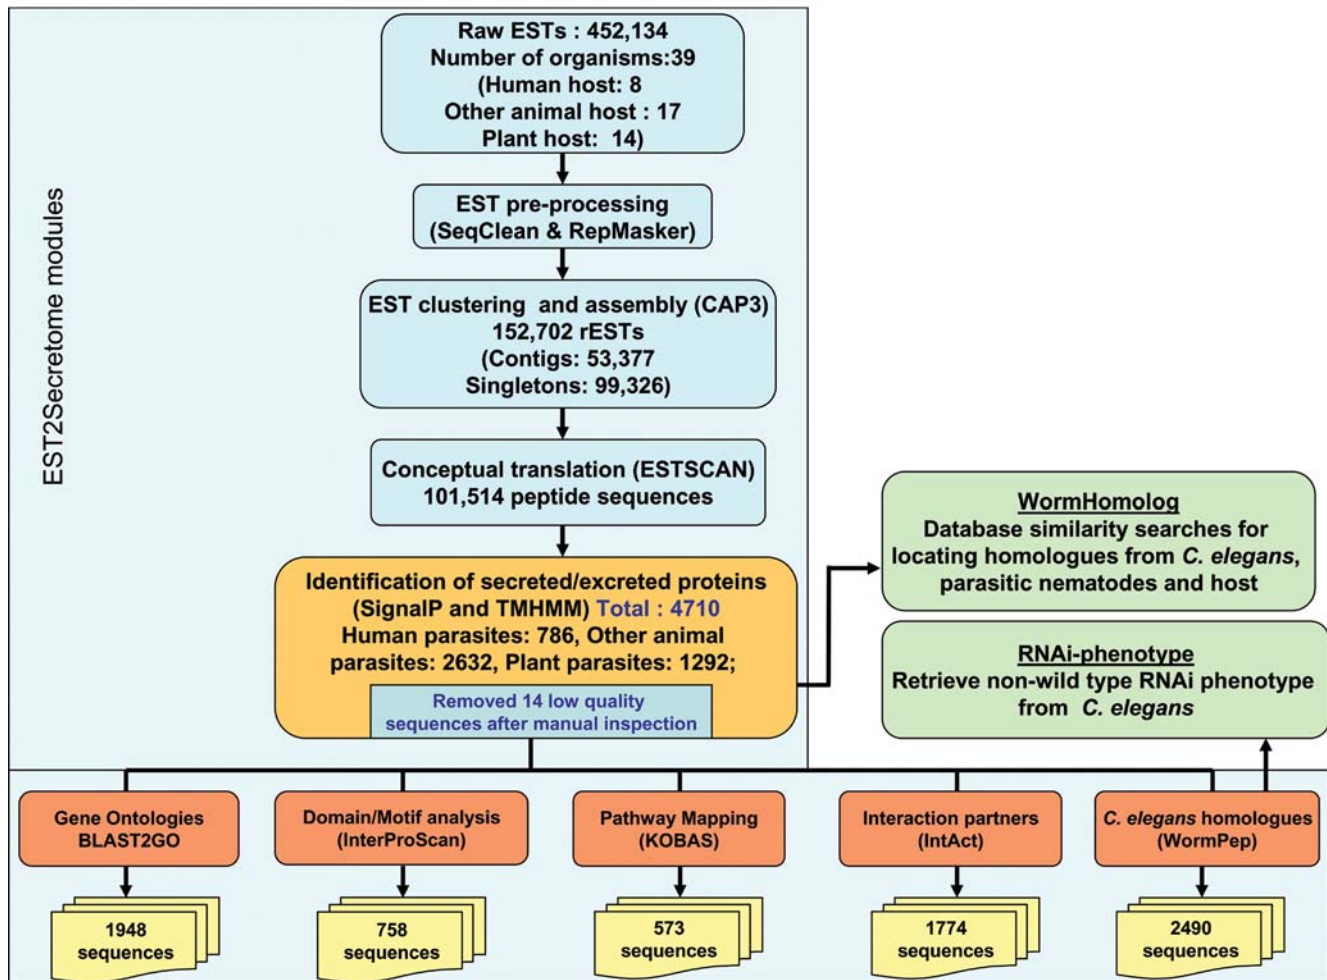 Raw ESTs : 452,134
Number of organisms:39
(Human host: 8
Other animal host : 17
Plant host: 14)
EST2Secretome modules
EST pre-processing
(SeqClean & RepMasker)
EST clustering and assembly (CAP3)
152,702 rESTs
(Contigs: 53,377
Singletons: 99,326)
Conceptual translation (ESTSCAN)
101,514 peptide sequences
Identification of secreted/excreted proteins
(SignalP and TMHMM) Total : 4710
Human parasites: 786, Other animal
parasites: 2632, Plant parasites: 1292;
Removed 14 low quality
sequences after manual inspection
WormHomolog
Database similarity searches for
locating homologues from C. elegans,
parasitic nematodes and host
RNAi-phenotype
Retrieve non-wild type RNAi phenotype
from C. elegans
Gene Ontologies
BLAST2GO
Domain/Motif analysis
(InterProScan)
Pathway Mapping
(KOBAS)
Interaction partners
(IntAct)
C. elegans homologues
(WormPep)
1948
sequences
758
sequences
573
sequences
1774
sequences
2490
sequences